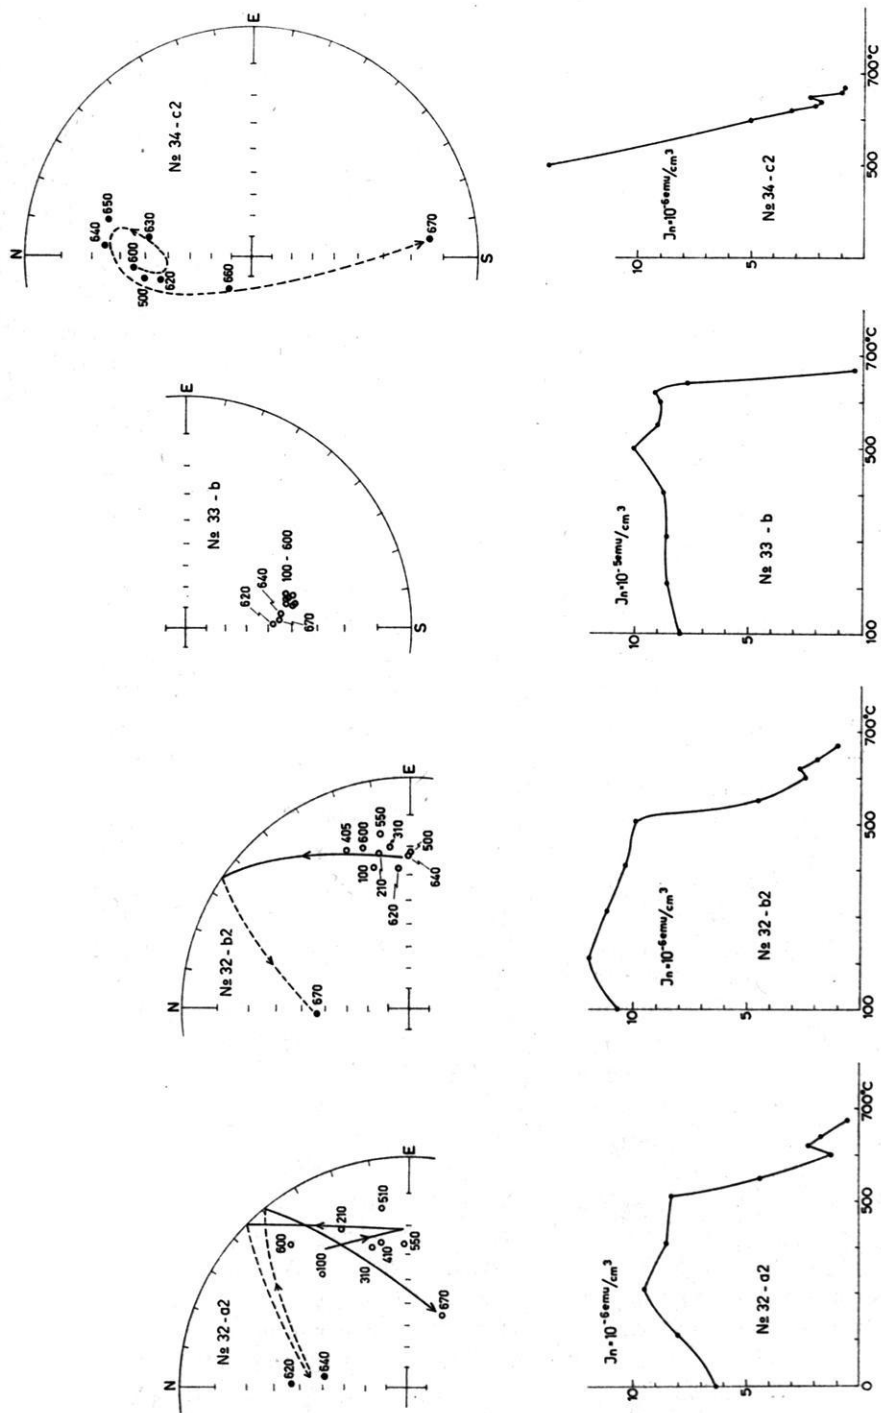 N
E
№ 32-a2
620
640
600
100
210
310
410
510
550
670
N
E
№ 32-b2
670
405
600
550
310
100
210
620
500
640
E
S
№ 33-b
620
640
100-600
670
N
E
S
№ 34-c2
640
650
600
630
500
620
660
670
10
5
0
500
700°C
Jn·10⁻⁶emu/cm³
№ 32-a2
10
5
100
500
700°C
Jn·10⁻⁶emu/cm³
№ 32-b2
10
5
100
500
700°C
Jn·10⁻⁵emu/cm³
№ 33-b
10
5
500
700°C
Jn·10⁻⁶emu/cm³
№ 34-c2